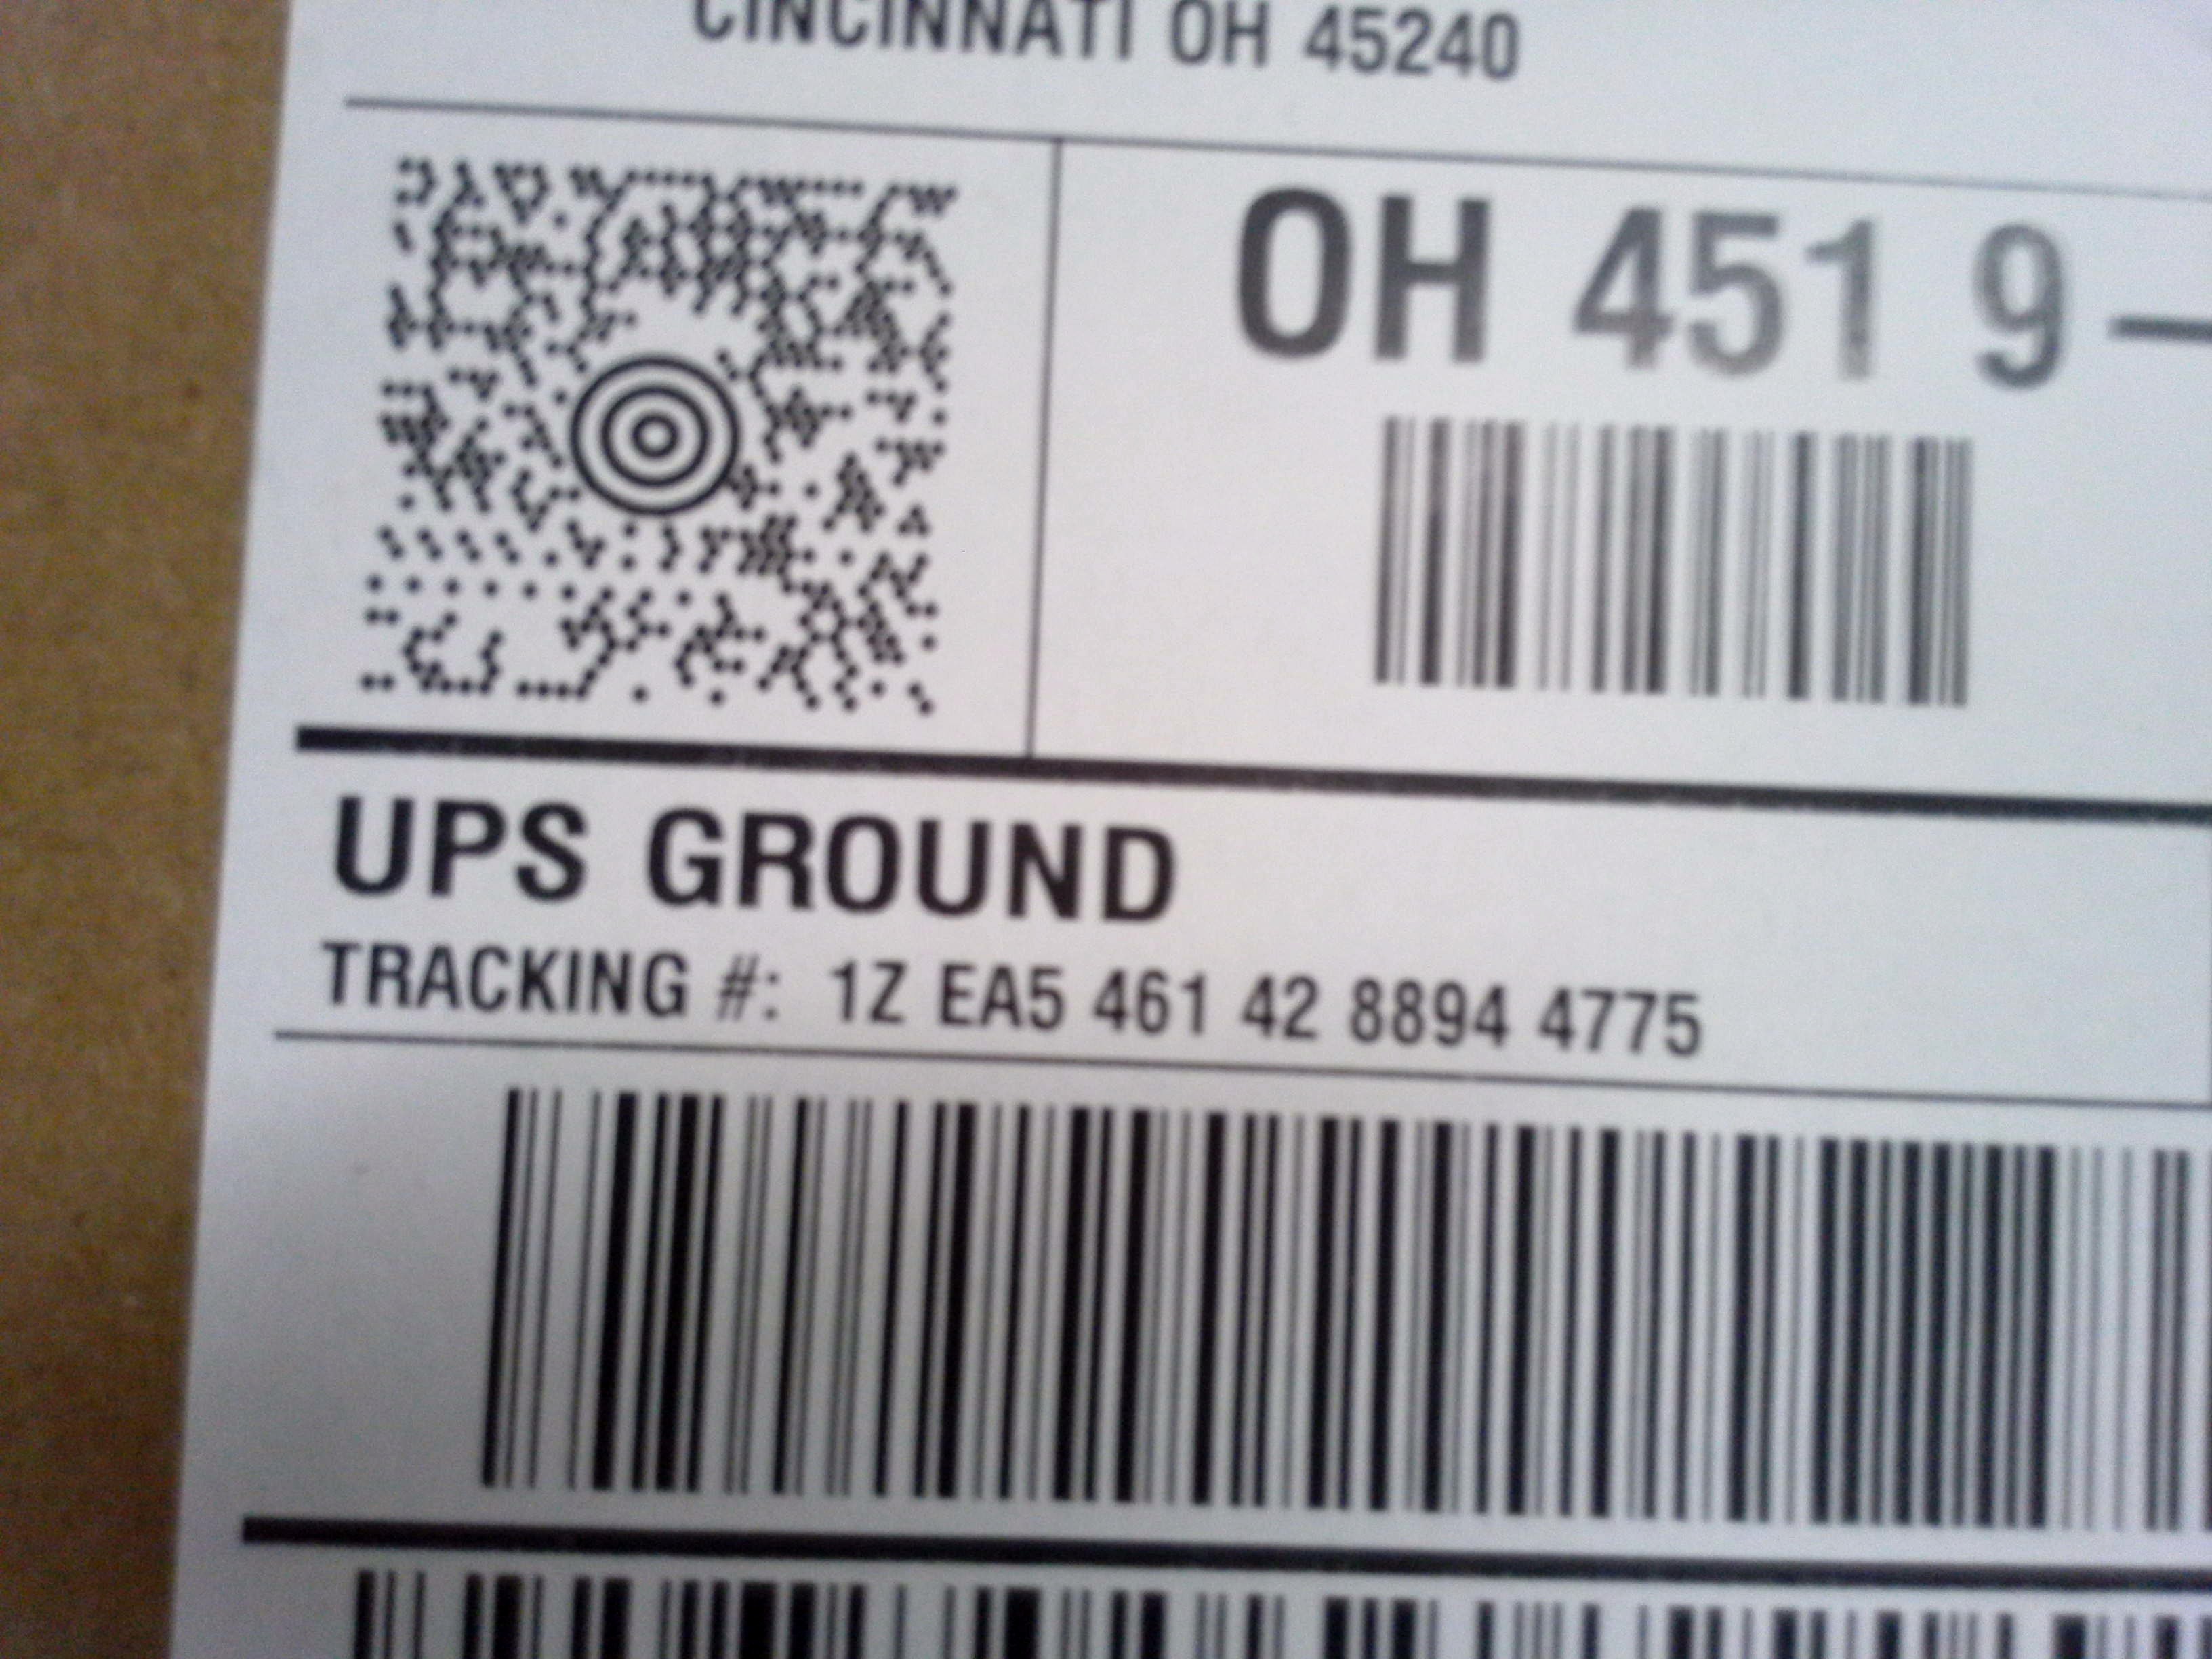 CINCINNATI OH 45240
OH 451 9-
UPS GROUND
TRACKING #: 1Z EA5 461 42 8894 4775